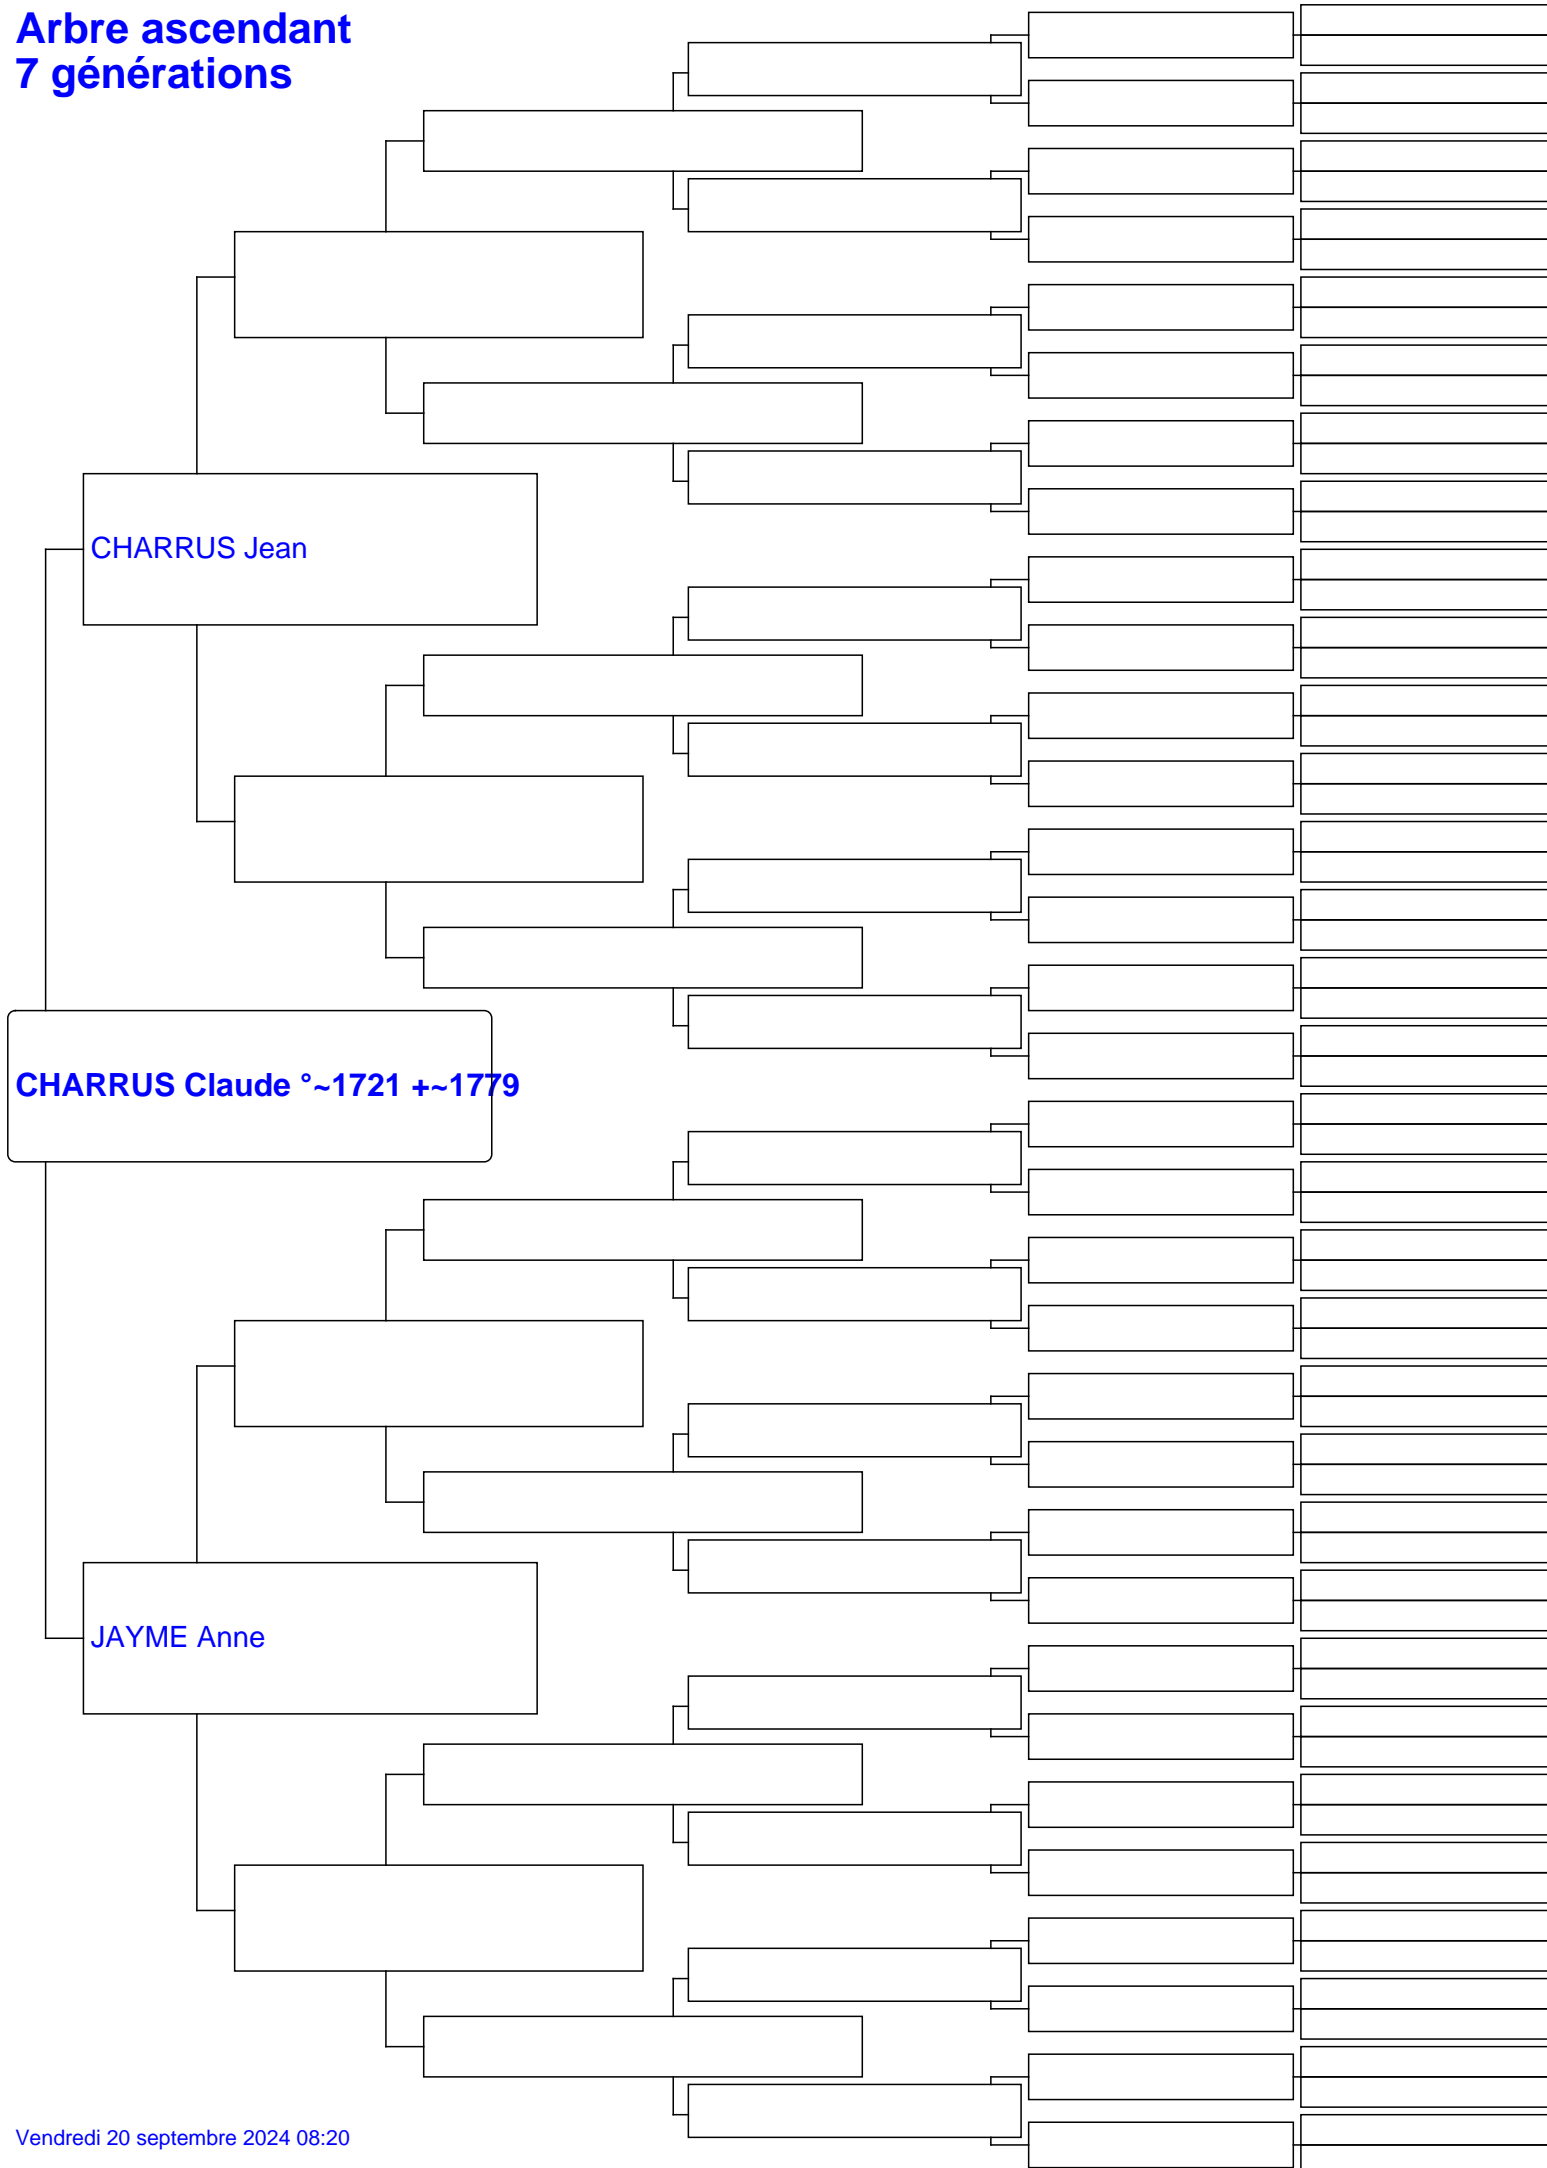 Arbre ascendant
7 générations
CHARRUS Jean
CHARRUS Claude °~1721 +~1779
JAYME Anne
Vendredi 20 septembre 2024 08:20